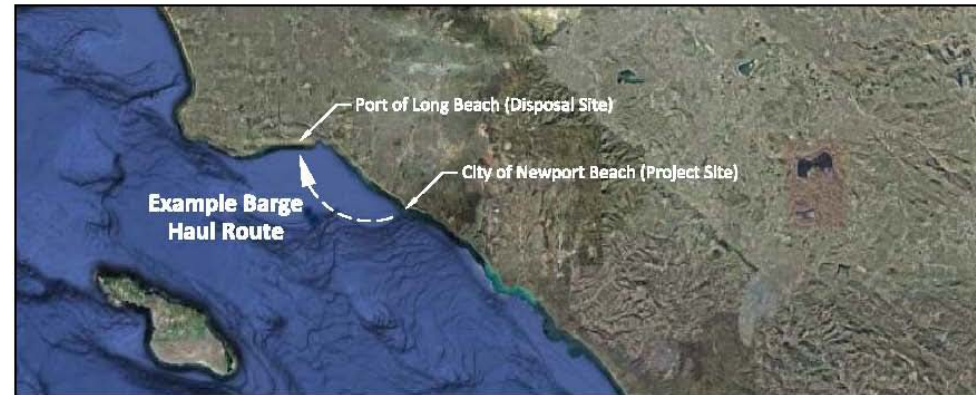 Port of Long Beach (Disposal Site)
City of Newport Beach (Project Site)
Example Barge
Haul Route